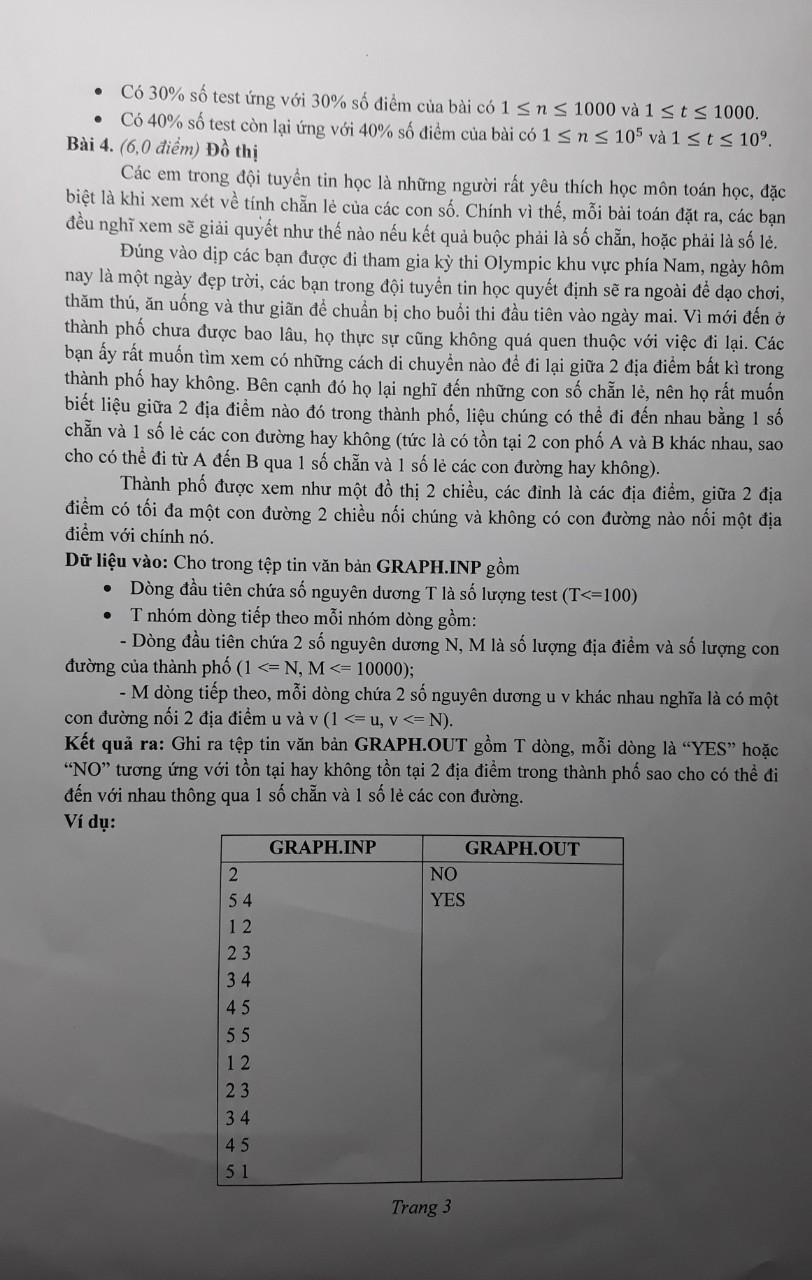 • Có 30% số test ứng với 30% số điểm của bài có 1 ≤ n ≤ 1000 và 1 ≤ t ≤ 1000.
• Có 40% số test còn lại ứng với 40% số điểm của bài có 1 ≤ n ≤ 10⁵ và 1 ≤ t ≤ 10⁹.
Bài 4. (6,0 điểm) Đồ thị
Các em trong đội tuyển tin học là những người rất yêu thích học môn toán học, đặc
biệt là khi xem xét về tính chẵn lẻ của các con số. Chính vì thế, mỗi bài toán đặt ra, các bạn
đều nghĩ xem sẽ giải quyết như thế nào nếu kết quả buộc phải là số chẵn, hoặc phải là số lẻ.
Đúng vào dịp các bạn được đi tham gia kỳ thi Olympic khu vực phía Nam, ngày hôm
nay là một ngày đẹp trời, các bạn trong đội tuyển tin học quyết định sẽ ra ngoài để dạo chơi,
thăm thú, ăn uống và thư giãn để chuẩn bị cho buổi thi đầu tiên vào ngày mai. Vì mới đến ở
thành phố chưa được bao lâu, họ thực sự cũng không quá quen thuộc với việc đi lại. Các
bạn ấy rất muốn tìm xem có những cách di chuyển nào để đi lại giữa 2 địa điểm bất kì trong
thành phố hay không. Bên cạnh đó họ lại nghĩ đến những con số chẵn lẻ, nên họ rất muốn
biết liệu giữa 2 địa điểm nào đó trong thành phố, liệu chúng có thể đi đến nhau bằng 1 số
chẵn và 1 số lẻ các con đường hay không (tức là có tồn tại 2 con phố A và B khác nhau, sao
cho có thể đi từ A đến B qua 1 số chẵn và 1 số lẻ các con đường hay không).
Thành phố được xem như một đồ thị 2 chiều, các đỉnh là các địa điểm, giữa 2 địa
điểm có tối đa một con đường 2 chiều nối chúng và không có con đường nào nối một địa
điểm với chính nó.
Dữ liệu vào: Cho trong tệp tin văn bản GRAPH.INP gồm
• Dòng đầu tiên chứa số nguyên dương T là số lượng test (T<=100)
• T nhóm dòng tiếp theo mỗi nhóm dòng gồm:
- Dòng đầu tiên chứa 2 số nguyên dương N, M là số lượng địa điểm và số lượng con
đường của thành phố (1 <= N, M <= 10000);
- M dòng tiếp theo, mỗi dòng chứa 2 số nguyên dương u v khác nhau nghĩa là có một
con đường nối 2 địa điểm u và v (1 <= u, v <= N).
Kết quả ra: Ghi ra tệp tin văn bản GRAPH.OUT gồm T dòng, mỗi dòng là “YES” hoặc
“NO” tương ứng với tồn tại hay không tồn tại 2 địa điểm trong thành phố sao cho có thể đi
đến với nhau thông qua 1 số chẵn và 1 số lẻ các con đường.
Ví dụ:
GRAPH.INP GRAPH.OUT
2 NO
5 4 YES
1 2
2 3
3 4
4 5
5 5
1 2
2 3
3 4
4 5
5 1
Trang 3